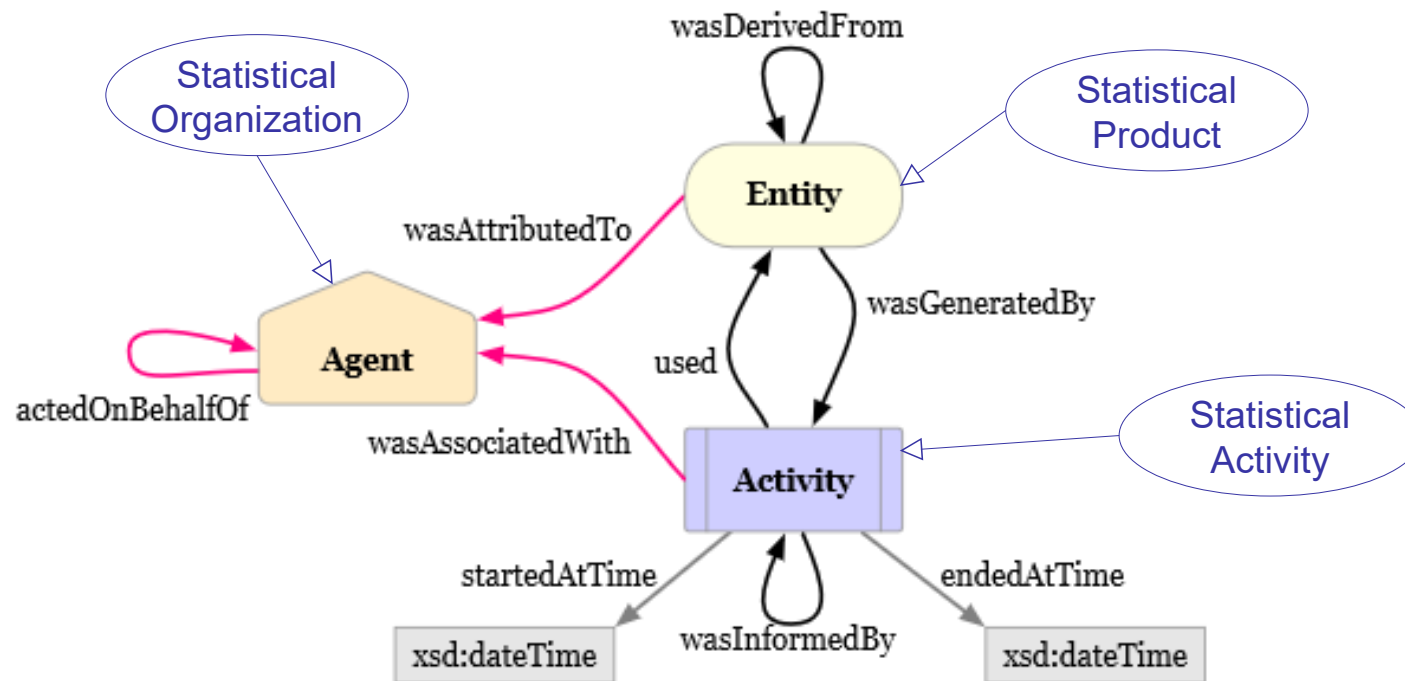 wasDerivedFrom
Statistical
Organization
Statistical
Product
Entity
wasAttributedTo
wasGeneratedBy
used
Agent
actedOnBehalfOf
wasAssociatedWith
Statistical
Activity
Activity
startedAtTime
endedAtTime
wasInformedBy
xsd:dateTime
xsd:dateTime